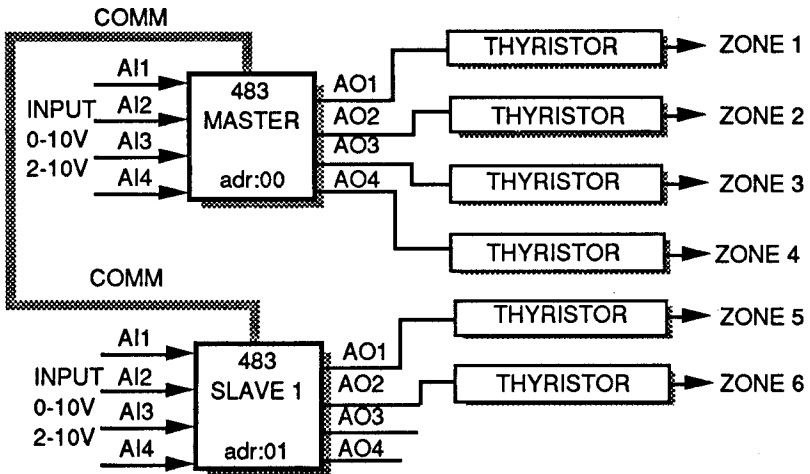 COMM
AI1
AI2
AI3
AI4
INPUT
0-10V
2-10V
483
MASTER
adr:00
AO1
AO2
AO3
AO4
THYRISTOR
ZONE 1
THYRISTOR
ZONE 2
THYRISTOR
ZONE 3
THYRISTOR
ZONE 4
COMM
AI1
AI2
AI3
AI4
INPUT
0-10V
2-10V
483
SLAVE 1
adr:01
AO1
AO2
AO3
AO4
THYRISTOR
ZONE 5
THYRISTOR
ZONE 6